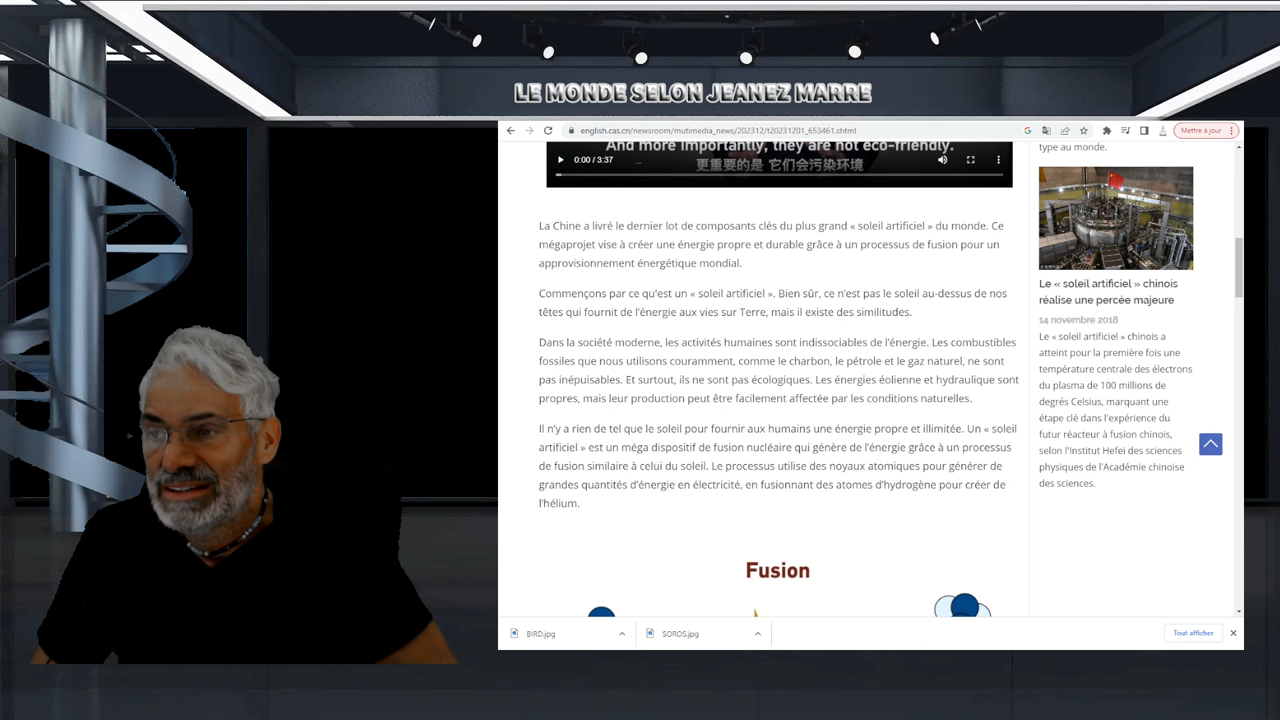 LE MONDE SELON JEANEZ MARRE
english.cas.cn/newsroom/mutimedia_news/202312/t20231201_653461.shtml
Mettre à jour
And more importantly, they are not eco-friendly.
0:00 / 3:37
更重要的是 它们会污染环境
La Chine a livré le dernier lot de composants clés du plus grand « soleil artificiel » du monde. Ce
mégaprojet vise à créer une énergie propre et durable grâce à un processus de fusion pour un
approvisionnement énergétique mondial.
Commençons par ce qu'est un « soleil artificiel ». Bien sûr, ce n’est pas le soleil au-dessus de nos
têtes qui fournit de l’énergie aux vies sur Terre, mais il existe des similitudes.
Dans la société moderne, les activités humaines sont indissociables de l’énergie. Les combustibles
fossiles que nous utilisons couramment, comme le charbon, le pétrole et le gaz naturel, ne sont
pas inépuisables. Et surtout, ils ne sont pas écologiques. Les énergies éolienne et hydraulique sont
propres, mais leur production peut être facilement affectée par les conditions naturelles.
Il n’y a rien de tel que le soleil pour fournir aux humains une énergie propre et illimitée. Un « soleil
artificiel » est un méga dispositif de fusion nucléaire qui génère de l’énergie grâce à un processus
de fusion similaire à celui du soleil. Le processus utilise des noyaux atomiques pour générer de
grandes quantités d’énergie en électricité, en fusionnant des atomes d’hydrogène pour créer de
l’hélium.
Fusion
type au monde.
Le « soleil artificiel » chinois
réalise une percée majeure
14 novembre 2018
Le « soleil artificiel » chinois a
atteint pour la première fois une
température centrale des électrons
du plasma de 100 millions de
degrés Celsius, marquant une
étape clé dans l'expérience du
futur réacteur à fusion chinois,
selon l'Institut Hefei des sciences
physiques de l'Académie chinoise
des sciences.
BIRD.jpg
SOROS.jpg
Tout afficher